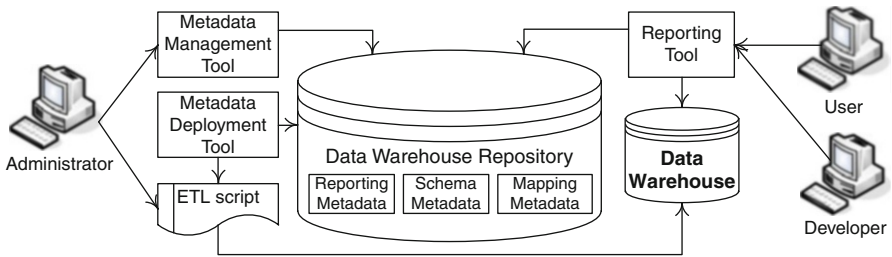 Metadata
Management
Tool
Reporting
Tool
User
Metadata
Deployment
Tool
Administrator
Data Warehouse Repository
Data
Warehouse
ETL script
Reporting
Metadata
Schema
Metadata
Mapping
Metadata
Developer